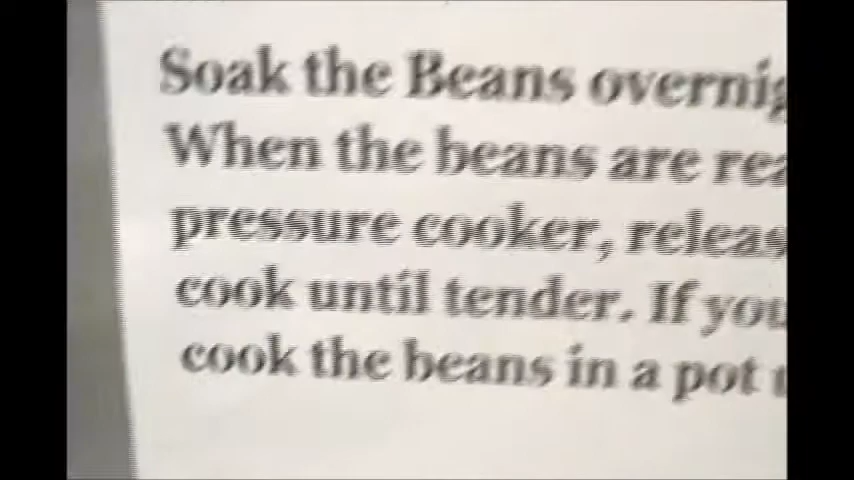 Soak the Beans overnig
When the beans are rea
pressure cooker, releas
cook until tender. If you
cook the beans in a pot